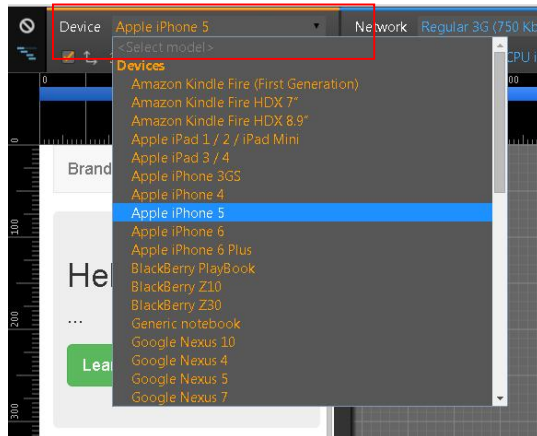 Device Apple iPhone 5 Network Regular 3G (750 Kb
<Select model> CPU i
Devices
0 00
Amazon Kindle Fire (First Generation)
Amazon Kindle Fire HDX 7″
Amazon Kindle Fire HDX 8.9″
0 Apple iPad 1 / 2 / iPad Mini
Brand Apple iPad 3 / 4
Apple iPhone 3GS
Apple iPhone 4
Apple iPhone 5
100 Apple iPhone 6
Apple iPhone 6 Plus
Hel BlackBerry PlayBook
BlackBerry Z10
... BlackBerry Z30
200 Generic notebook
Google Nexus 10
Lea Google Nexus 4
Google Nexus 5
300 Google Nexus 7